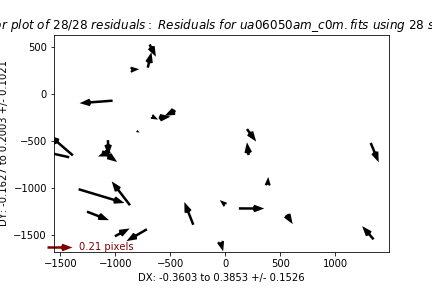 or plot of 28/28 residuals: Residuals for ua06050am_c0m.fits using 28 s
500
0
−500
−1000
−1500
DY: -0.1627 to 0.2003 +/- 0.1021
0.21 pixels
−1500 −1000 −500 0 500 1000
DX: -0.3603 to 0.3853 +/- 0.1526